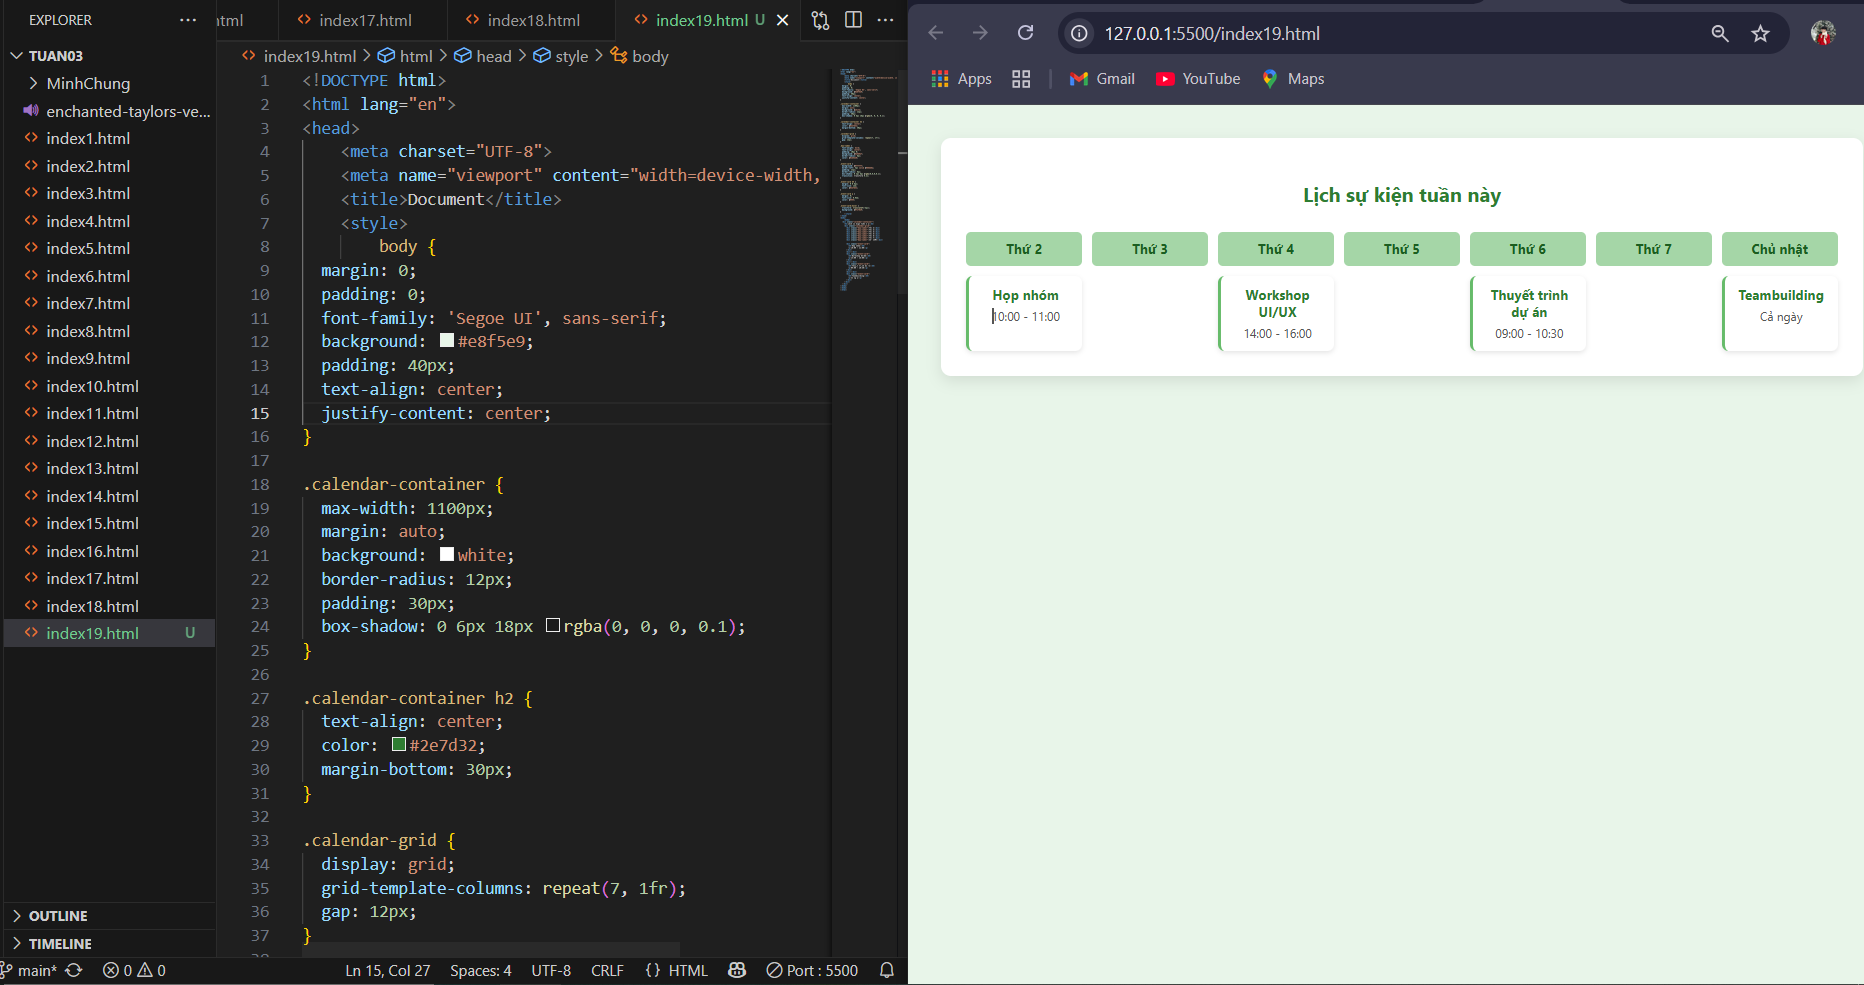 EXPLORER
TUAN03
MinhChung
enchanted-taylors-ve...
index1.html
index2.html
index3.html
index4.html
index5.html
index6.html
index7.html
index8.html
index9.html
index10.html
index11.html
index12.html
index13.html
index14.html
index15.html
index16.html
index17.html
index18.html
index19.html U
OUTLINE
TIMELINE
html index17.html index18.html index19.html U
index19.html > html > head > style > body
1 <!DOCTYPE html>
2 <html lang="en">
3 <head>
4 <meta charset="UTF-8">
5 <meta name="viewport" content="width=device-width,
6 <title>Document</title>
7 <style>
8 body {
9 margin: 0;
10 padding: 0;
11 font-family: 'Segoe UI', sans-serif;
12 background: #e8f5e9;
13 padding: 40px;
14 text-align: center;
15 justify-content: center;
16 }
17
18 .calendar-container {
19 max-width: 1100px;
20 margin: auto;
21 background: white;
22 border-radius: 12px;
23 padding: 30px;
24 box-shadow: 0 6px 18px rgba(0, 0, 0, 0.1);
25 }
26
27 .calendar-container h2 {
28 text-align: center;
29 color: #2e7d32;
30 margin-bottom: 30px;
31 }
32
33 .calendar-grid {
34 display: grid;
35 grid-template-columns: repeat(7, 1fr);
36 gap: 12px;
37 }
main* 0 0 Ln 15, Col 27 Spaces: 4 UTF-8 CRLF {} HTML Port : 5500
127.0.0.1:5500/index19.html
Apps Gmail YouTube Maps
Lịch sự kiện tuần này
Thứ 2 Thứ 3 Thứ 4 Thứ 5 Thứ 6 Thứ 7 Chủ nhật
Họp nhóm
10:00 - 11:00
Workshop
UI/UX
14:00 - 16:00
Thuyết trình
dự án
09:00 - 10:30
Teambuilding
Cả ngày